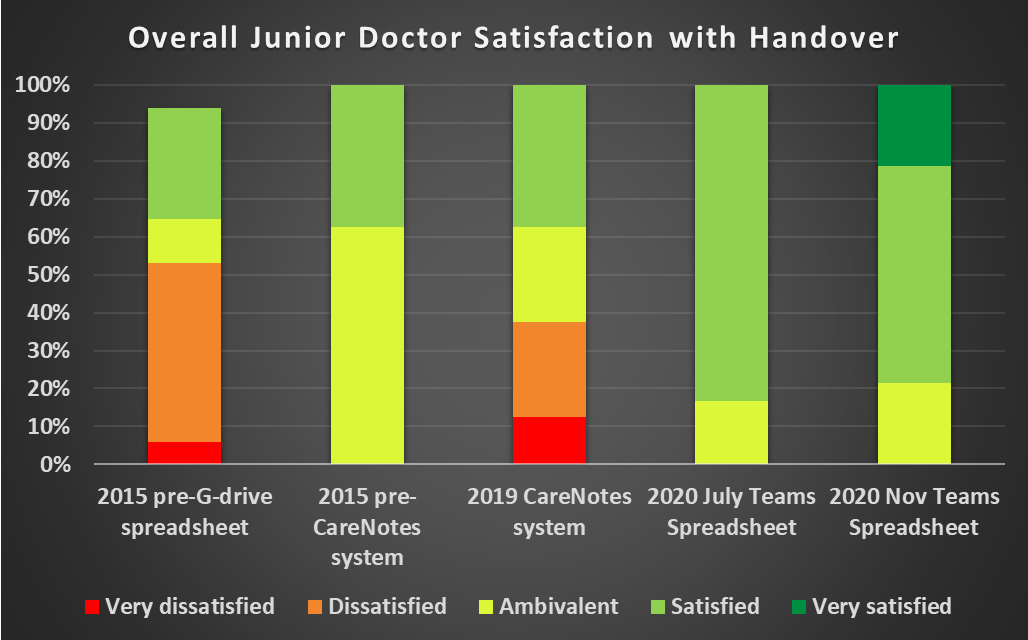 Overall Junior Doctor Satisfaction with Handover
100%
90%
80%
70%
60%
50%
40%
30%
20%
10%
0%
2015 pre-G-drive
spreadsheet
2015 pre-
CareNotes
system
2019 CareNotes
system
2020 July Teams
Spreadsheet
2020 Nov Teams
Spreadsheet
Very dissatisfied
Dissatisfied
Ambivalent
Satisfied
Very satisfied